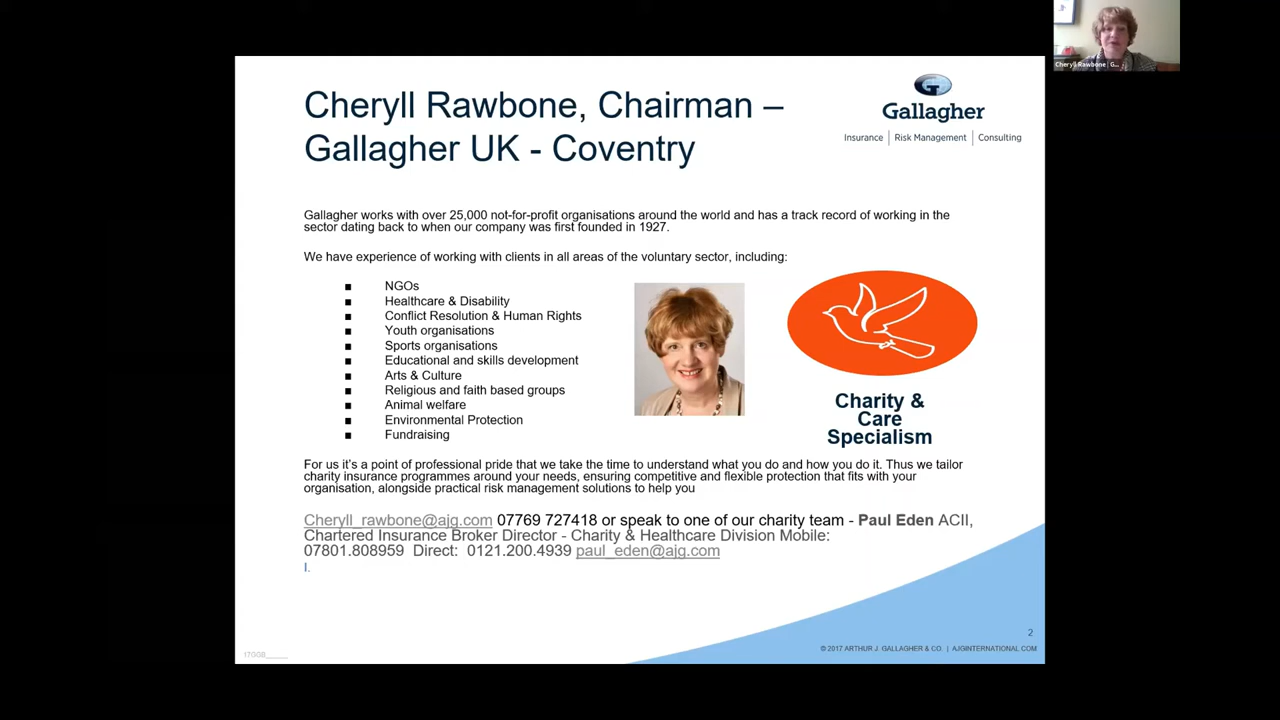 Cheryll Rawbone | G...
Cheryll Rawbone, Chairman –
Gallagher UK - Coventry
Gallagher
Insurance | Risk Management | Consulting
Gallagher works with over 25,000 not-for-profit organisations around the world and has a track record of working in the
sector dating back to when our company was first founded in 1927.
We have experience of working with clients in all areas of the voluntary sector, including:
■ NGOs
■ Healthcare & Disability
■ Conflict Resolution & Human Rights
■ Youth organisations
■ Sports organisations
■ Educational and skills development
■ Arts & Culture
■ Religious and faith based groups
■ Animal welfare
■ Environmental Protection
■ Fundraising
Charity &
Care
Specialism
For us it's a point of professional pride that we take the time to understand what you do and how you do it. Thus we tailor
charity insurance programmes around your needs, ensuring competitive and flexible protection that fits with your
organisation, alongside practical risk management solutions to help you
Cheryll_rawbone@ajg.com 07769 727418 or speak to one of our charity team - Paul Eden ACII,
Chartered Insurance Broker Director - Charity & Healthcare Division Mobile:
07801.808959 Direct: 0121.200.4939 paul_eden@ajg.com
I.
2
© 2017 ARTHUR J. GALLAGHER & CO. | AJGINTERNATIONAL.COM
17GGB______